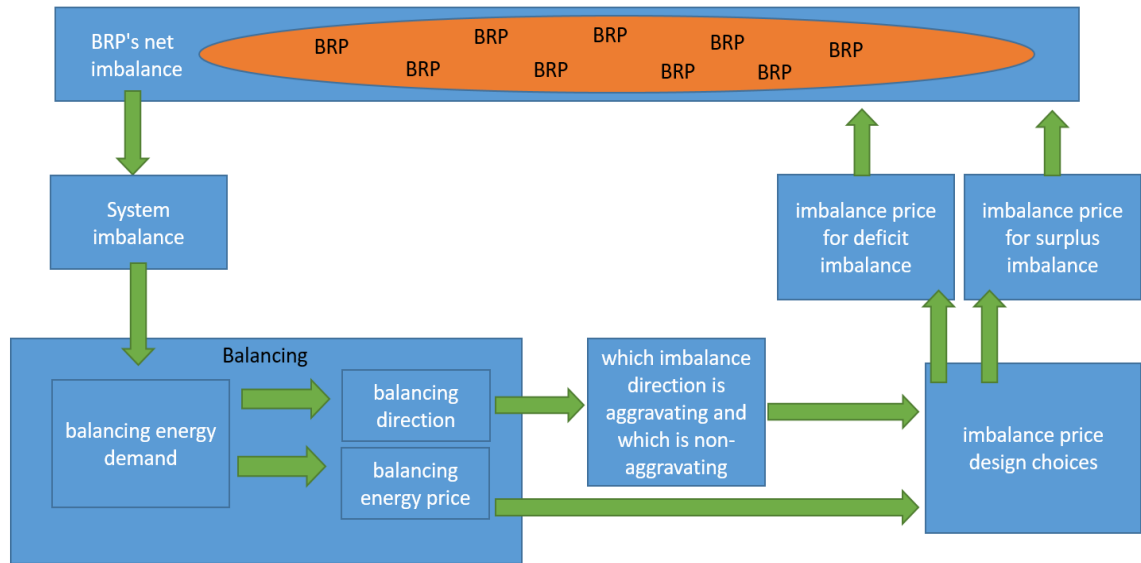 BRP's net
imbalance
BRP
BRP
BRP
BRP
BRP
BRP
BRP
BRP
BRP
System
imbalance
imbalance price
for deficit
imbalance
imbalance price
for surplus
imbalance
Balancing
balancing energy
demand
balancing
direction
balancing
energy price
which imbalance
direction is
aggravating and
which is non-
aggravating
imbalance price
design choices